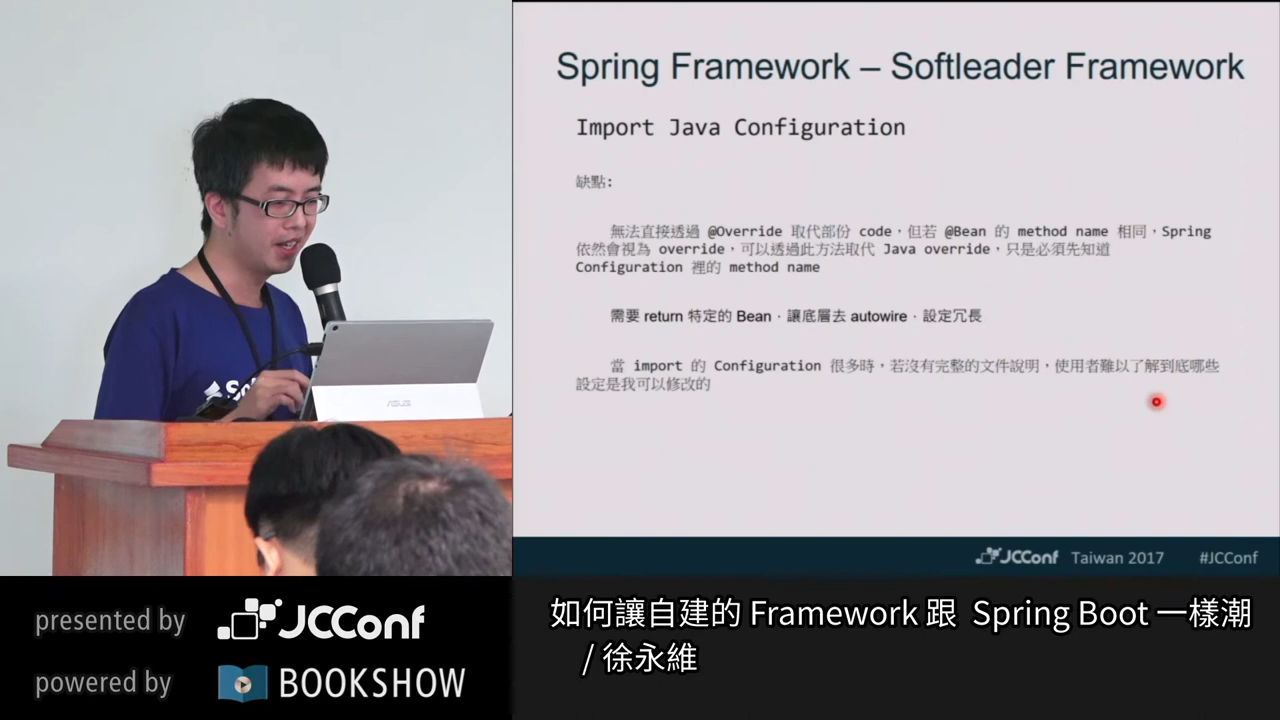 Spring Framework – Softleader Framework
Import Java Configuration
缺點:
無法直接透過 @Override 取代部份 code，但若 @Bean 的 method name 相同，Spring
依然會視為 override，可以透過此方法取代 Java override，只是必須先知道
Configuration 裡的 method name
需要 return 特定的 Bean，讓底層去 autowire，設定冗長
當 import 的 Configuration 很多時，若沒有完整的文件說明，使用者難以了解到底哪些
設定是我可以修改的
JCConf Taiwan 2017 #JCConf
ASUS
presented by JCConf
powered by BOOKSHOW
如何讓自建的 Framework 跟 Spring Boot 一樣潮
/ 徐永維